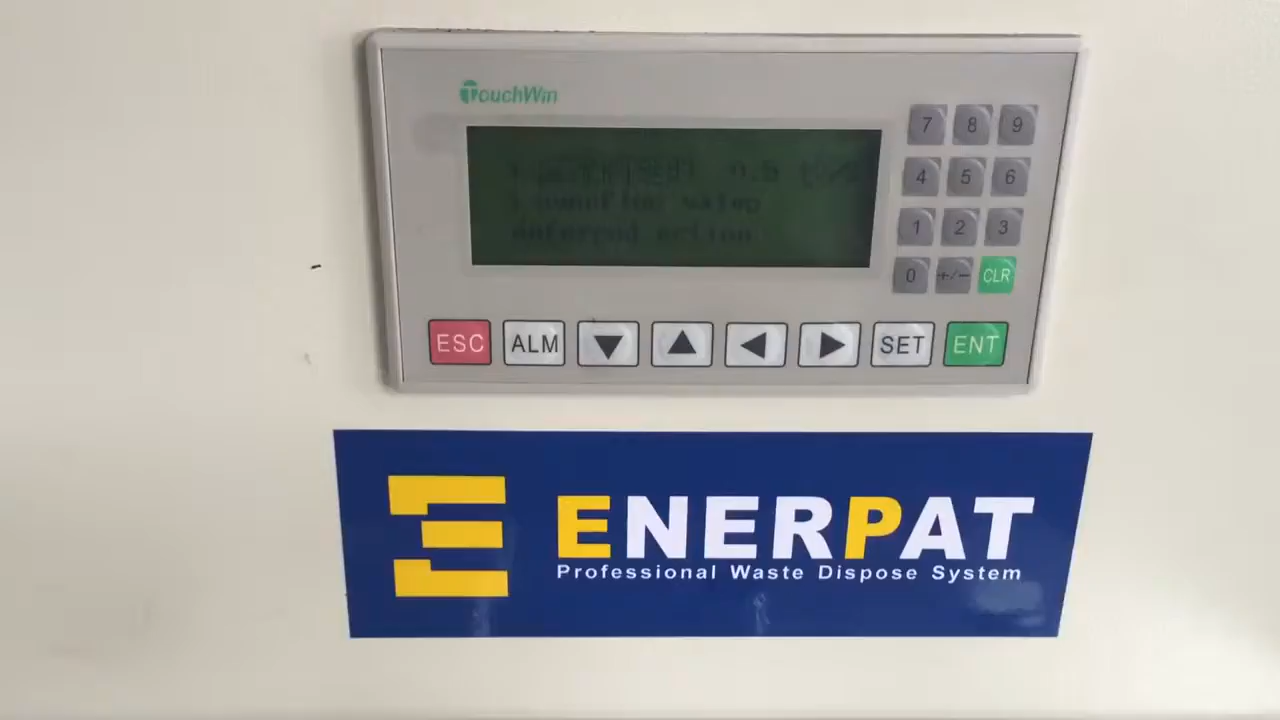 TouchWin
7 8 9
4 5 6
1 2 3
0 +/- CLR
ESC ALM SET ENT
ENERPAT
Professional Waste Dispose System